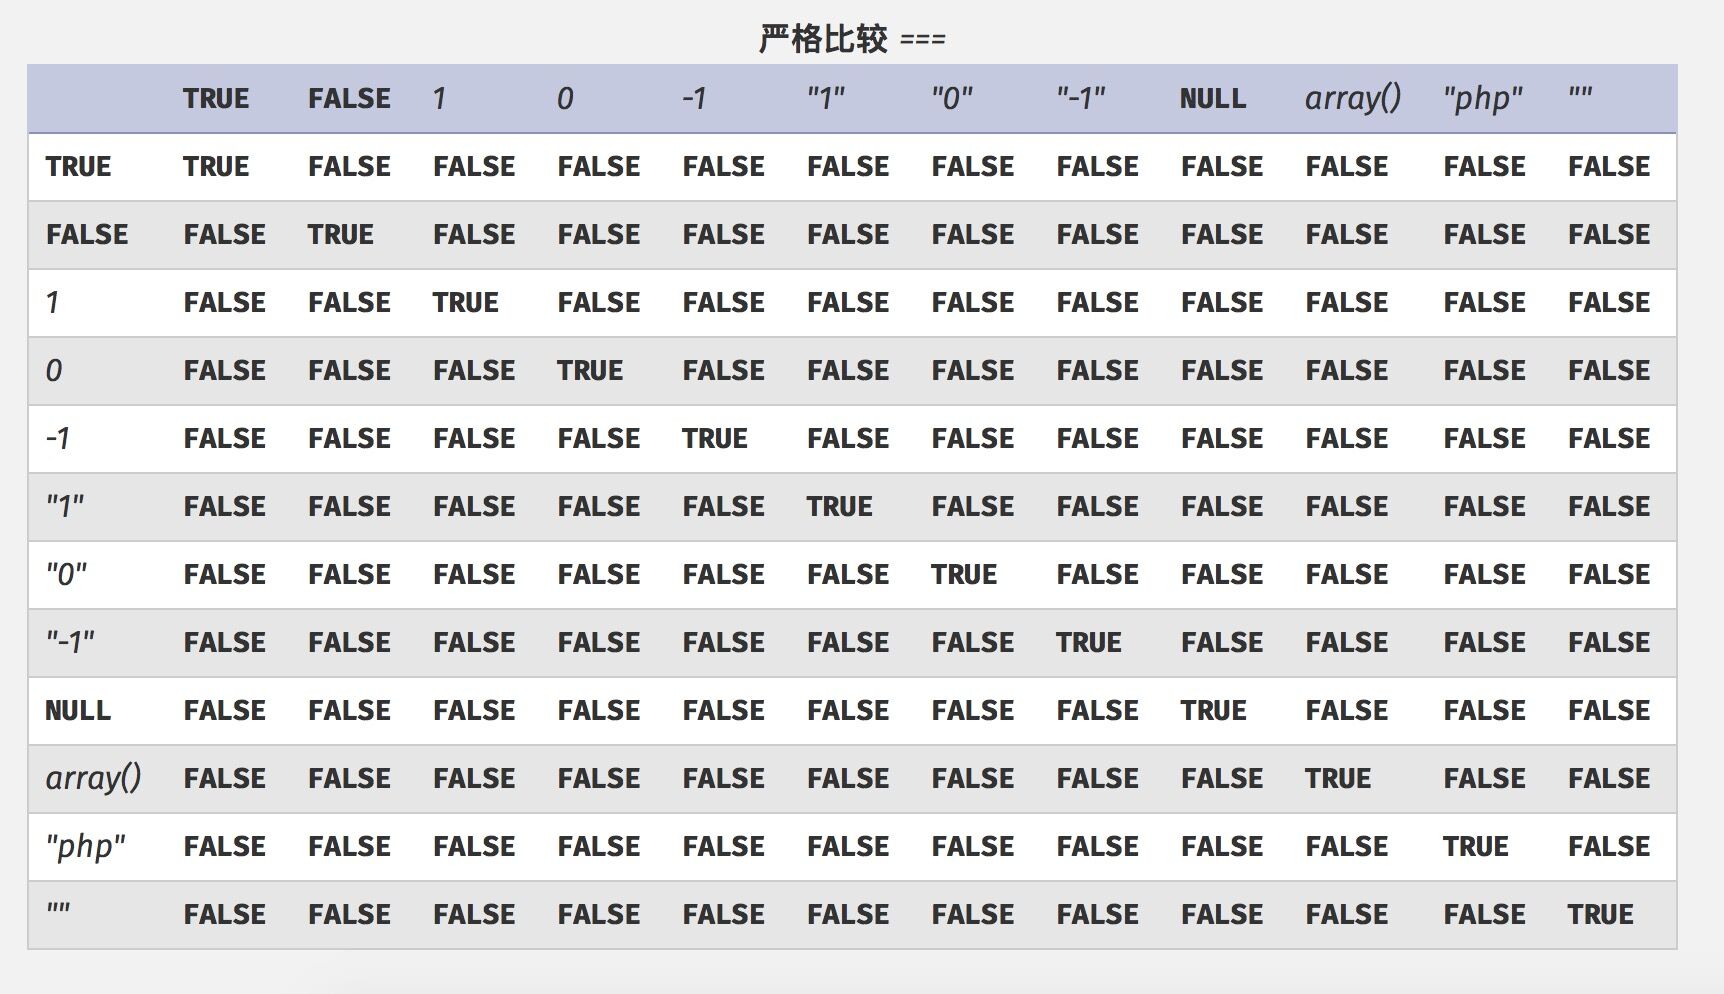 严格比较 ===
TRUE FALSE 1 0 -1 "1" "0" "-1" NULL array() "php" ""
TRUE TRUE FALSE FALSE FALSE FALSE FALSE FALSE FALSE FALSE FALSE FALSE FALSE
FALSE FALSE TRUE FALSE FALSE FALSE FALSE FALSE FALSE FALSE FALSE FALSE FALSE
1 FALSE FALSE TRUE FALSE FALSE FALSE FALSE FALSE FALSE FALSE FALSE FALSE
0 FALSE FALSE FALSE TRUE FALSE FALSE FALSE FALSE FALSE FALSE FALSE FALSE
-1 FALSE FALSE FALSE FALSE TRUE FALSE FALSE FALSE FALSE FALSE FALSE FALSE
"1" FALSE FALSE FALSE FALSE FALSE TRUE FALSE FALSE FALSE FALSE FALSE FALSE
"0" FALSE FALSE FALSE FALSE FALSE FALSE TRUE FALSE FALSE FALSE FALSE FALSE
"-1" FALSE FALSE FALSE FALSE FALSE FALSE FALSE TRUE FALSE FALSE FALSE FALSE
NULL FALSE FALSE FALSE FALSE FALSE FALSE FALSE FALSE TRUE FALSE FALSE FALSE
array() FALSE FALSE FALSE FALSE FALSE FALSE FALSE FALSE FALSE TRUE FALSE FALSE
"php" FALSE FALSE FALSE FALSE FALSE FALSE FALSE FALSE FALSE FALSE TRUE FALSE
"" FALSE FALSE FALSE FALSE FALSE FALSE FALSE FALSE FALSE FALSE FALSE TRUE